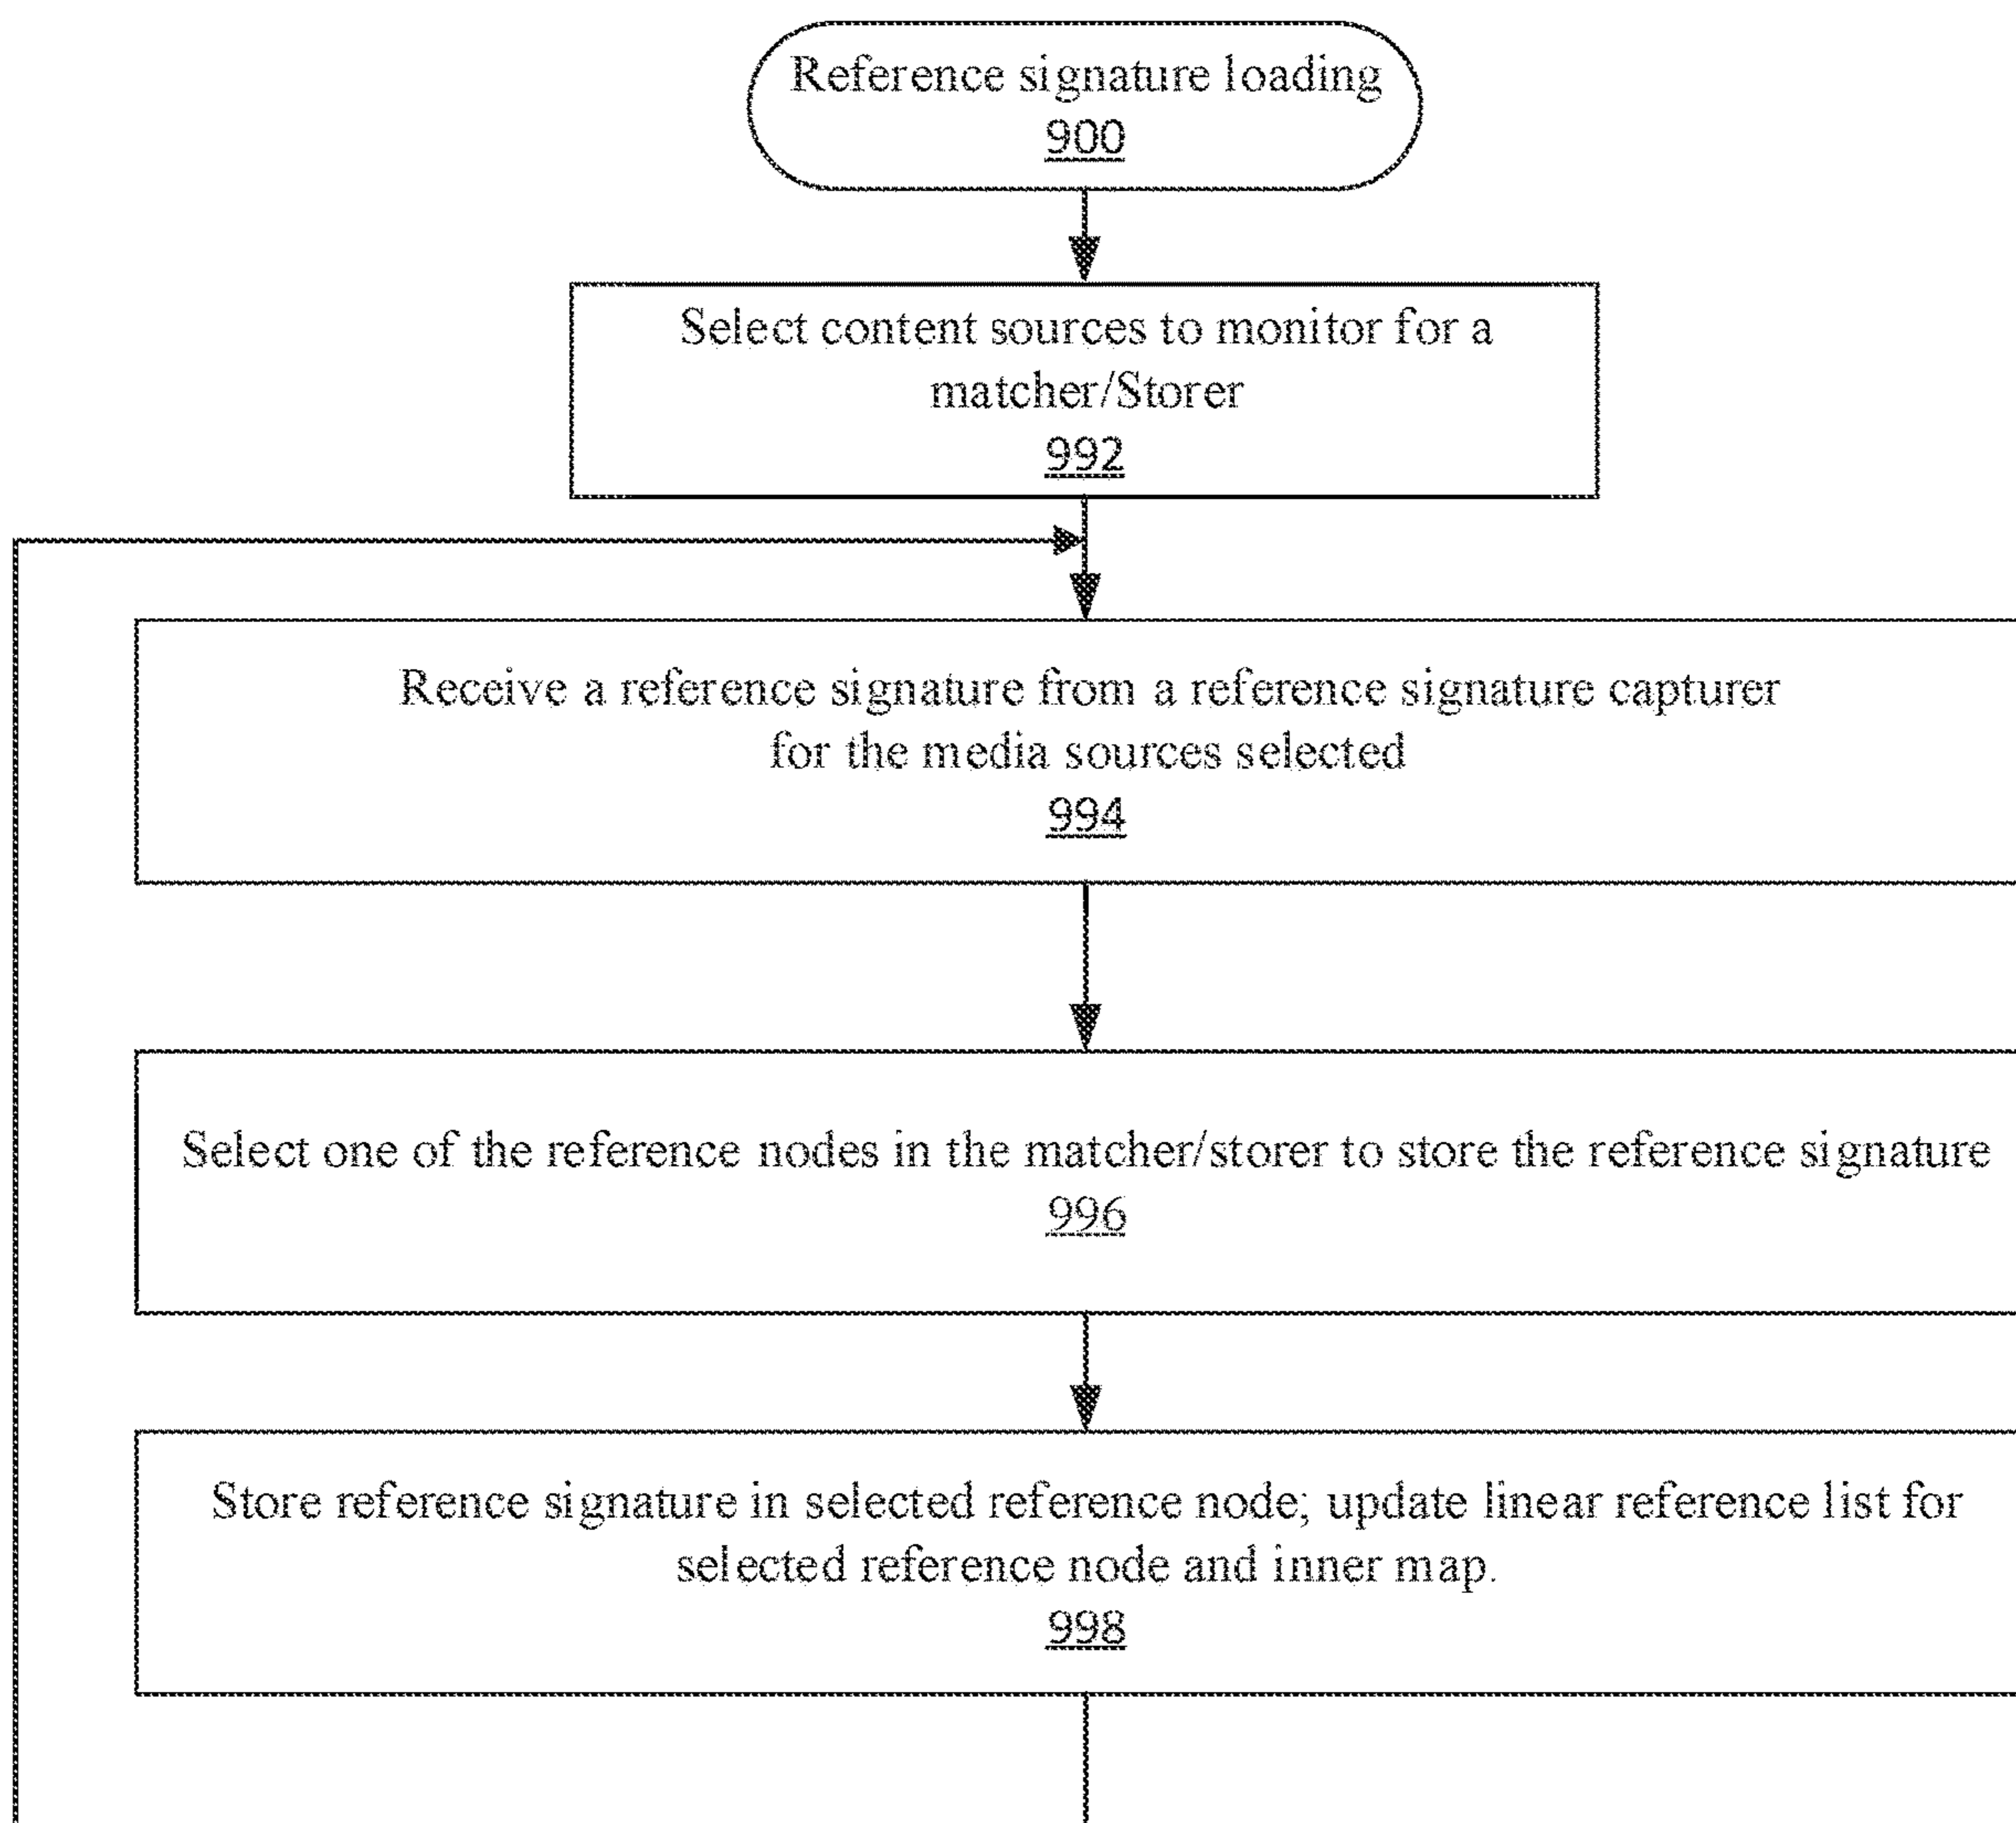 Reference signature loading
900
Select content sources to monitor for a
matcher/Storer
992
Receive a reference signature from a reference signature capturer
for the media sources selected
994
Select one of the reference nodes in the matcher/storer to store the reference signature
996
Store reference signature in selected reference node; update linear reference list for
selected reference node and inner map.
998